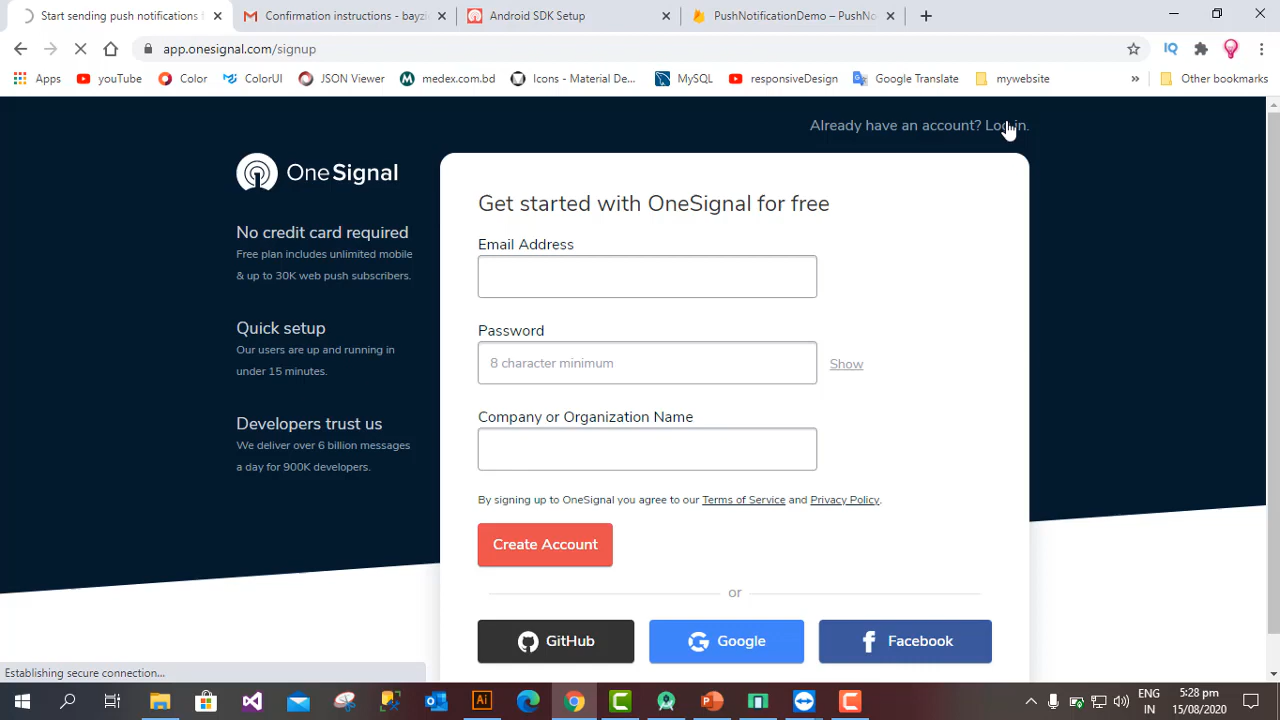 Start sending push notifications
Confirmation instructions - bayzi
Android SDK Setup
PushNotificationDemo – PushNo
app.onesignal.com/signup
Apps
youTube
Color
ColorUI
JSON Viewer
medex.com.bd
Icons - Material De...
MySQL
responsiveDesign
Google Translate
mywebsite
»
Other bookmarks
Already have an account? Log in.
OneSignal
No credit card required
Free plan includes unlimited mobile
& up to 30K web push subscribers.
Quick setup
Our users are up and running in
under 15 minutes.
Developers trust us
We deliver over 6 billion messages
a day for 900K developers.
Get started with OneSignal for free
Email Address
Password
8 character minimum
Show
Company or Organization Name
By signing up to OneSignal you agree to our Terms of Service and Privacy Policy.
Create Account
or
GitHub
Google
Facebook
Establishing secure connection...
ENG
IN
5:28 pm
15/08/2020